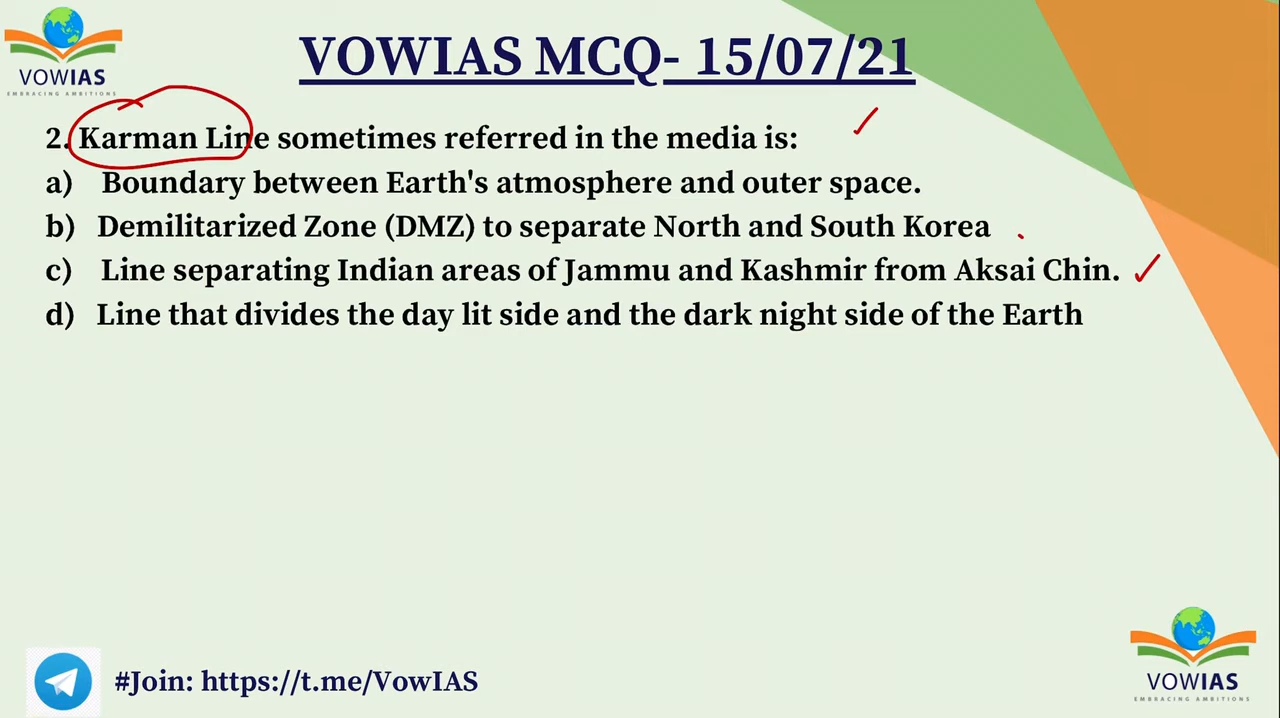 VOWIAS
EMBRACING AMBITIONS
VOWIAS MCQ- 15/07/21
2. Karman Line sometimes referred in the media is:
a) Boundary between Earth's atmosphere and outer space.
b) Demilitarized Zone (DMZ) to separate North and South Korea
c) Line separating Indian areas of Jammu and Kashmir from Aksai Chin.
d) Line that divides the day lit side and the dark night side of the Earth
#Join: https://t.me/VowIAS
VOWIAS
EMBRACING AMBITIONS